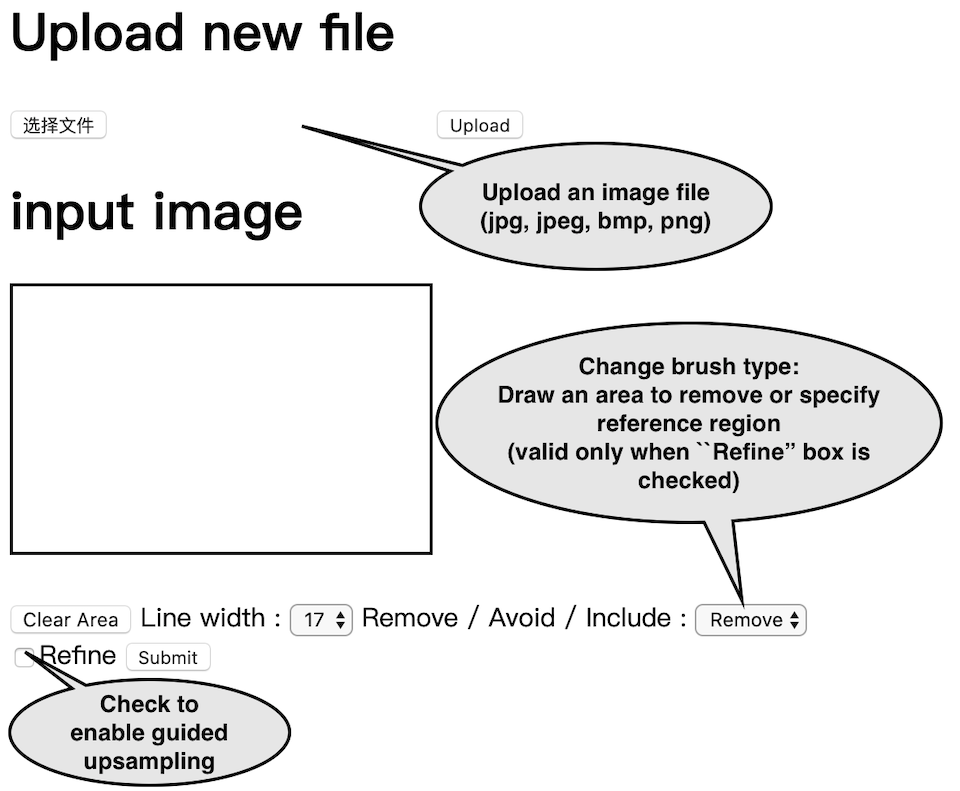 Upload new file
选择文件
Upload
Upload an image file
(jpg, jpeg, bmp, png)
input image
Change brush type:
Draw an area to remove or specify
reference region
(valid only when ``Refine” box is
checked)
Clear Area Line width : 17 Remove / Avoid / Include : Remove
Refine Submit
Check to
enable guided
upsampling